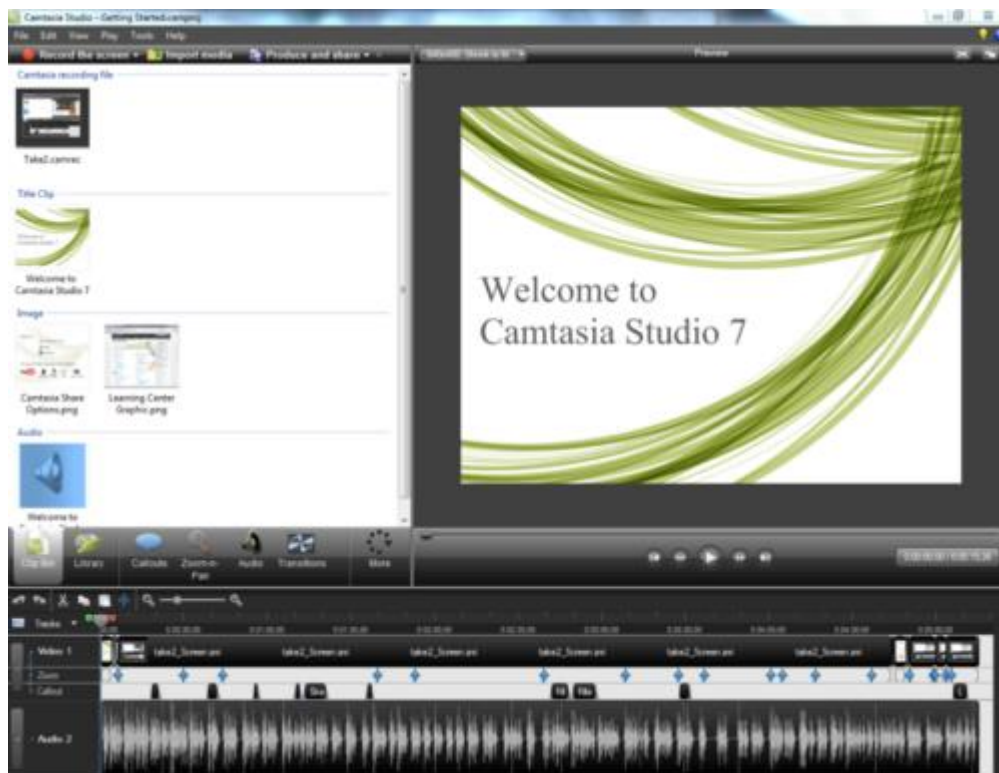 Camtasia Studio - Getting Started.camproj
File Edit View Play Tools Help
Record the screen Import media Produce and share
Preview
Camtasia recording file
Take2.camrec
Title Clip
Welcome to
Camtasia Studio 7
Image
Camtasia Share
Options.png
Learning Center
Graphic.png
Audio
Welcome to
Welcome to
Camtasia Studio 7
Clip Bin Library Callouts Zoom-n-
Pan Audio Transitions More
Tracks
Video 1
take2_Screen.avi take2_Screen.avi take2_Screen.avi take2_Screen.avi take2_Screen.avi take2_Screen.avi
Zoom
Callout
Audio 2